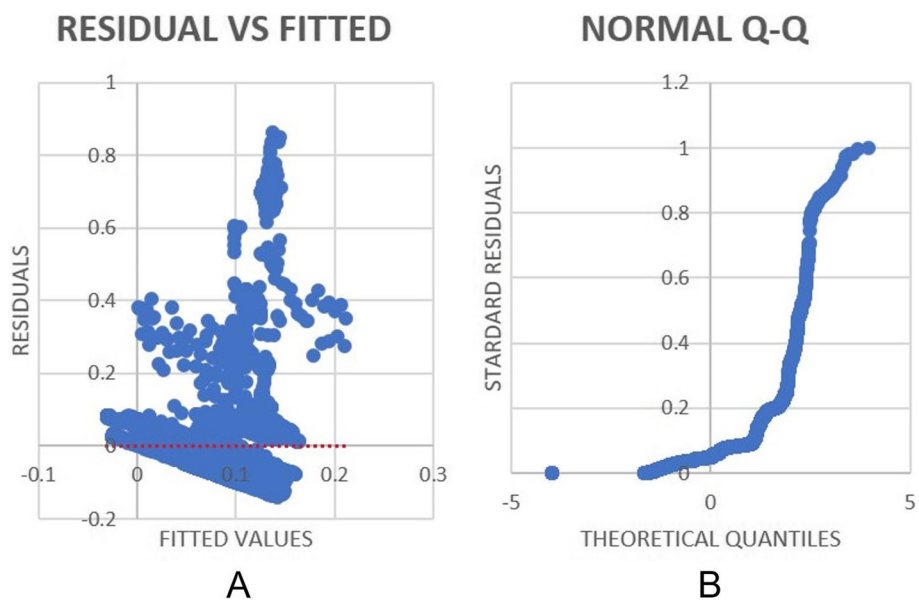 RESIDUAL VS FITTED
1
0.8
0.6
0.4
0.2
0
-0.2
-0.1
0
0.1
0.2
0.3
RESIDUALS
FITTED VALUES
A
NORMAL Q-Q
1.2
1
0.8
0.6
0.4
0.2
0
-5
0
5
STARDARD RESIDUALS
THEORETICAL QUANTILES
B